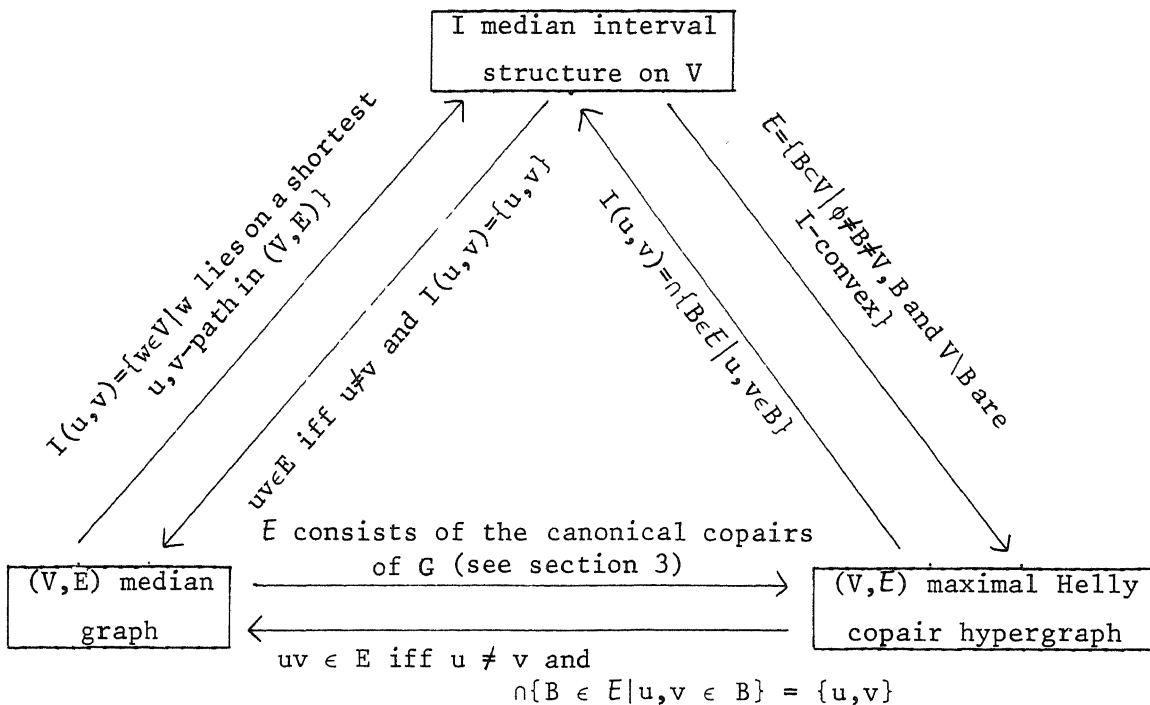 I median interval
structure on V
I(u,v)={w∈V|w lies on a shortest
u,v-path in (V,E)}
uv∈E iff u≠v and I(u,v)={u,v}
I(u,v)=∩{B∈ℰ|u,v∈B}
ℰ={B⊂V|ϕ≠B≠V, B and V\B are
I-convex}
ℰ consists of the canonical copairs
of G (see section 3)
(V,E) median
graph
(V,ℰ) maximal Helly
copair hypergraph
uv ∈ E iff u ≠ v and
∩{B ∈ ℰ|u,v ∈ B} = {u,v}